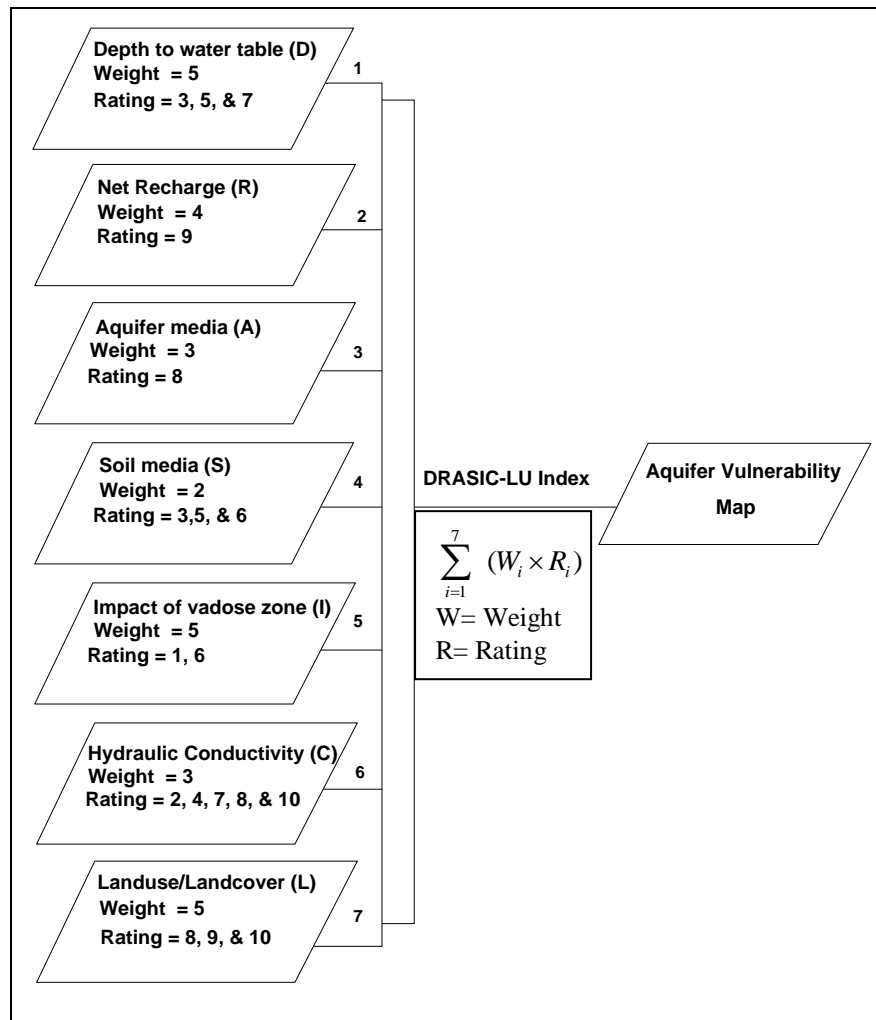 Depth to water table (D)
Weight = 5
Rating = 3, 5, & 7
1
Net Recharge (R)
Weight = 4
Rating = 9
2
Aquifer media (A)
Weight = 3
Rating = 8
3
Soil media (S)
Weight = 2
Rating = 3,5, & 6
4
Impact of vadose zone (I)
Weight = 5
Rating = 1, 6
5
Hydraulic Conductivity (C)
Weight = 3
Rating = 2, 4, 7, 8, & 10
6
Landuse/Landcover (L)
Weight = 5
Rating = 8, 9, & 10
7
DRASIC-LU Index
7
∑ (W_i × R_i)
i=1
W= Weight
R= Rating
Aquifer Vulnerability
Map